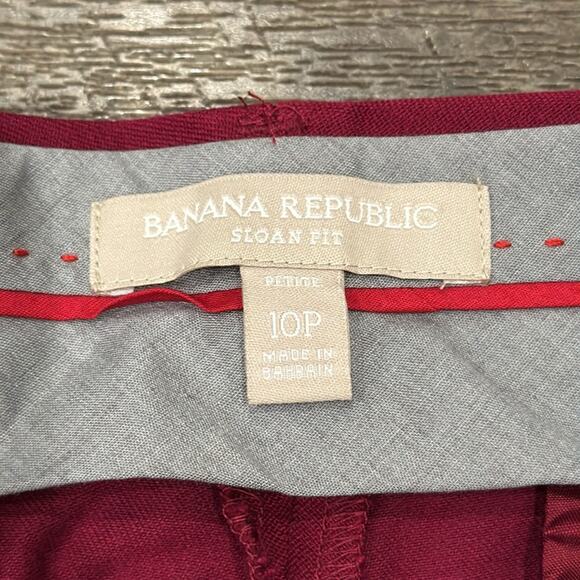 BANANA REPUBLIC
SLOAN FIT
PETITE
10P
MADE IN
BAHRAIN